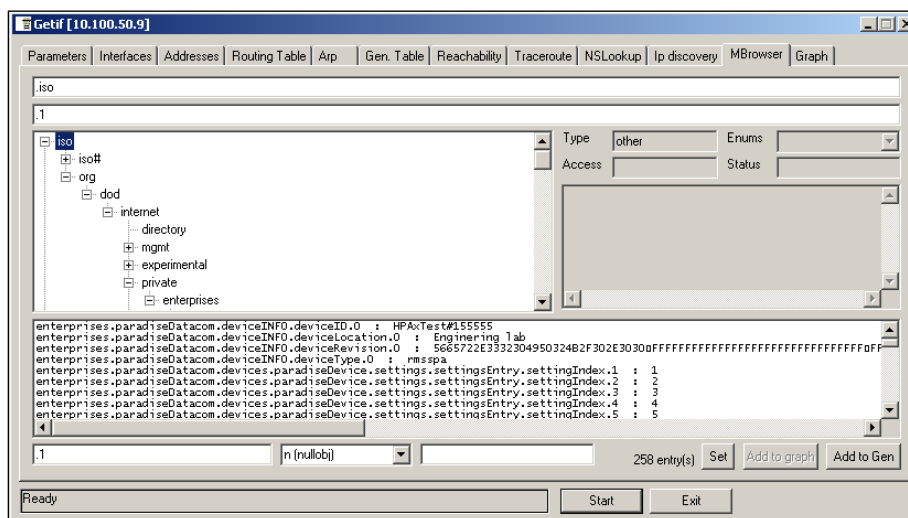 Getif [10.100.50.9]
Parameters Interfaces Addresses Routing Table Arp Gen. Table Reachability Traceroute NSLookup Ip discovery MBrowser Graph
.iso
.1
iso
iso#
org
dod
internet
directory
mgmt
experimental
private
enterprises
Type other Enums
Access Status
enterprises.paradiseDatacom.deviceINFO.deviceID.0 : HPAxTest#155555
enterprises.paradiseDatacom.deviceINFO.deviceLocation.0 : Enginering lab
enterprises.paradiseDatacom.deviceINFO.deviceRevision.0 :
enterprises.paradiseDatacom.deviceINFO.deviceType.0 : rmsspa
enterprises.paradiseDatacom.devices.paradiseDevice.settings.settingsEntry.settingIndex.1 : 1
enterprises.paradiseDatacom.devices.paradiseDevice.settings.settingsEntry.settingIndex.2 : 2
enterprises.paradiseDatacom.devices.paradiseDevice.settings.settingsEntry.settingIndex.3 : 3
enterprises.paradiseDatacom.devices.paradiseDevice.settings.settingsEntry.settingIndex.4 : 4
enterprises.paradiseDatacom.devices.paradiseDevice.settings.settingsEntry.settingIndex.5 : 5
.1 n (nullobj) 258 entry(s) Set Add to graph Add to Gen
Ready Start Exit